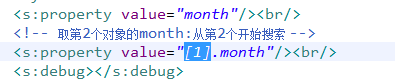 <s:property value="month"/><br/>
<!-- 取第2个对象的month:从第2个开始搜索 -->
<s:property value="[1].month"/><br/>
<s:debug></s:debug>